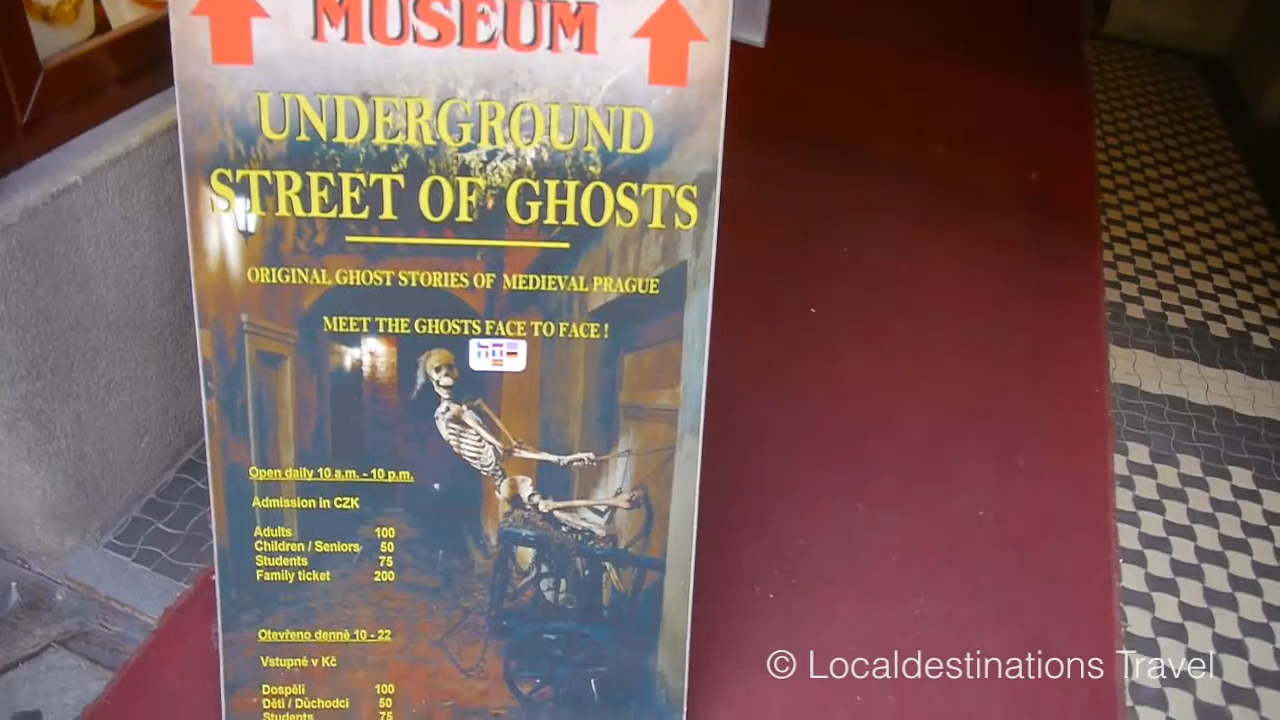 MUSEUM
UNDERGROUND
STREET OF GHOSTS
ORIGINAL GHOST STORIES OF MEDIEVAL PRAGUE
MEET THE GHOSTS FACE TO FACE !
Open daily 10 a.m. - 10 p.m.
Admission in CZK
Adults 100
Children / Seniors 50
Students 75
Family ticket 200
Otevřeno denně 10 - 22
Vstupné v Kč
Dospělí 100
Děti / Důchodci 50
Students 75
© Localdestinations Travel